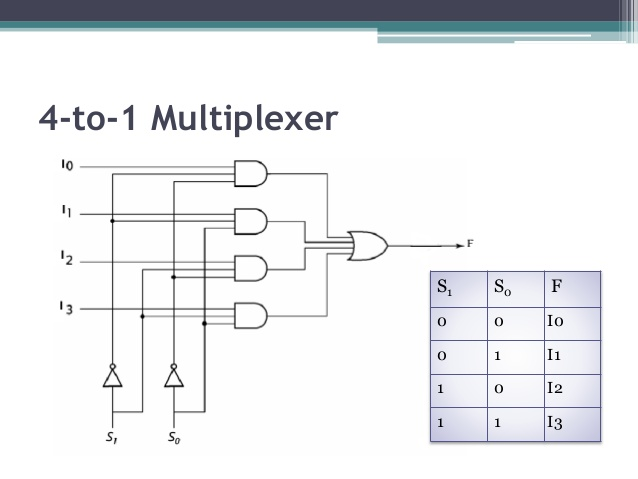 4-to-1 Multiplexer
I0
I1
I2
I3
F
S1
S0
S1 S0 F
0 0 I0
0 1 I1
1 0 I2
1 1 I3